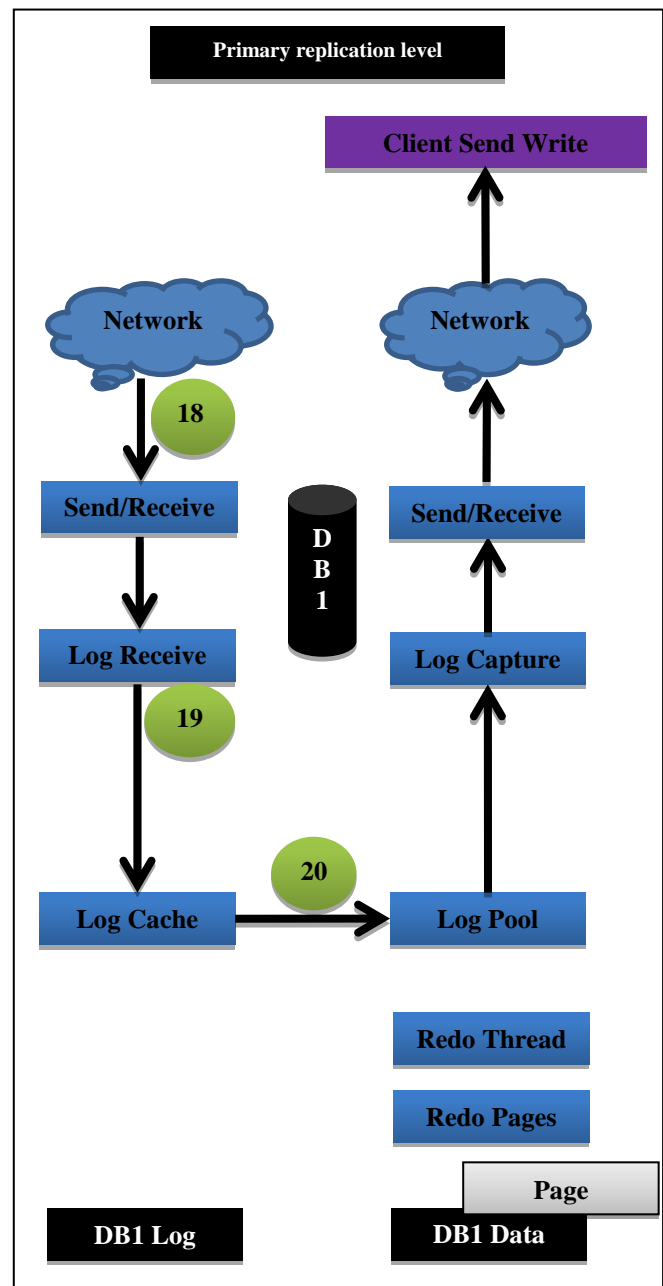 Primary replication level
Client Send Write
Network
Network
18
Send/Receive
Send/Receive
D
B
1
Log Receive
Log Capture
19
20
Log Cache
Log Pool
Redo Thread
Redo Pages
Page
DB1 Log
DB1 Data